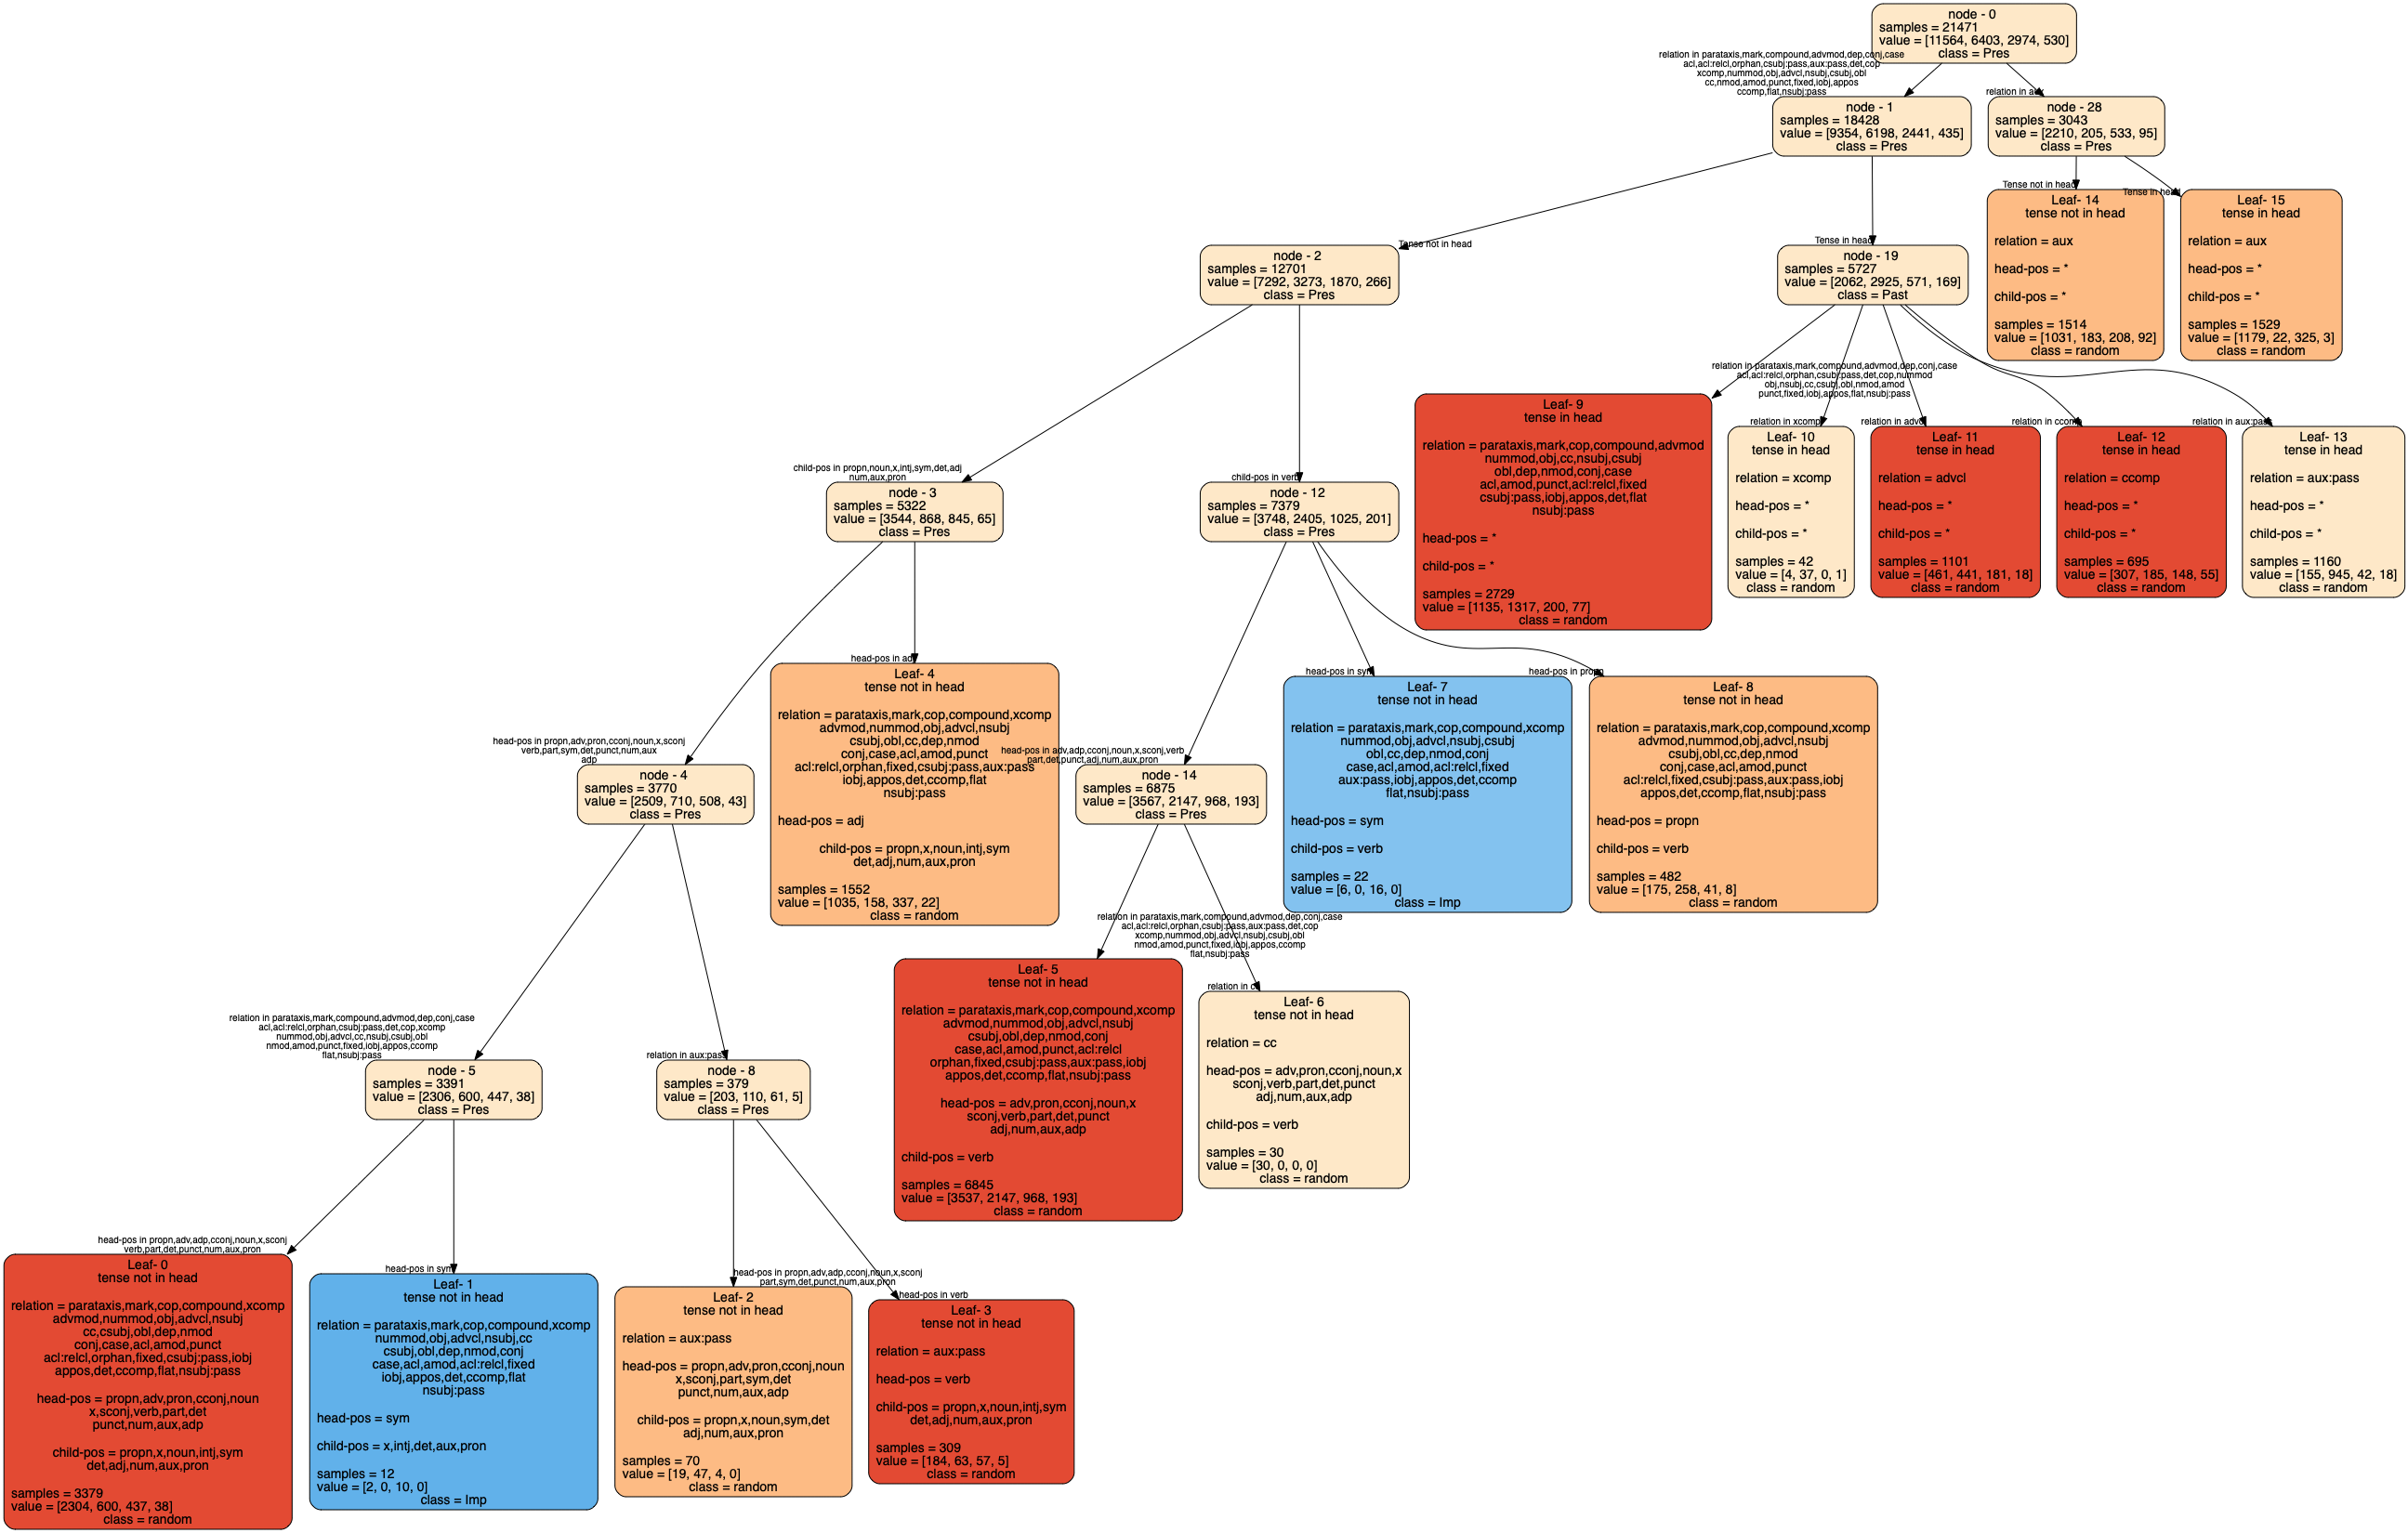 node - 0
samples = 21471
value = [11564, 6403, 2974, 530]
class = Pres
relation in parataxis,mark,compound,advmod,dep,conj,case
acl,acl:relcl,orphan,csubj:pass,aux:pass,det,cop
xcomp,nummod,obj,advcl,nsubj,csubj,obl
cc,nmod,amod,punct,fixed,iobj,appos
ccomp,flat,nsubj:pass
relation in aux
node - 1
samples = 18428
value = [9354, 6198, 2441, 435]
class = Pres
node - 28
samples = 3043
value = [2210, 205, 533, 95]
class = Pres
Tense not in head
Tense in head
Leaf- 14
tense not in head
relation = aux
head-pos = *
child-pos = *
samples = 1514
value = [1031, 183, 208, 92]
class = random
Leaf- 15
tense in head
relation = aux
head-pos = *
child-pos = *
samples = 1529
value = [1179, 22, 325, 3]
class = random
Tense not in head
Tense in head
node - 2
samples = 12701
value = [7292, 3273, 1870, 266]
class = Pres
node - 19
samples = 5727
value = [2062, 2925, 571, 169]
class = Past
relation in parataxis,mark,compound,advmod,dep,conj,case
acl,acl:relcl,orphan,csubj:pass,det,cop,nummod
obj,nsubj,cc,csubj,obl,nmod,amod
punct,fixed,iobj,appos,flat,nsubj:pass
relation in xcomp
relation in advcl
relation in ccomp
relation in aux:pass
Leaf- 9
tense in head
relation = parataxis,mark,cop,compound,advmod
nummod,obj,cc,nsubj,csubj
obl,dep,nmod,conj,case
acl,amod,punct,acl:relcl,fixed
csubj:pass,iobj,appos,det,flat
nsubj:pass
head-pos = *
child-pos = *
samples = 2729
value = [1135, 1317, 200, 77]
class = random
Leaf- 10
tense in head
relation = xcomp
head-pos = *
child-pos = *
samples = 42
value = [4, 37, 0, 1]
class = random
Leaf- 11
tense in head
relation = advcl
head-pos = *
child-pos = *
samples = 1101
value = [461, 441, 181, 18]
class = random
Leaf- 12
tense in head
relation = ccomp
head-pos = *
child-pos = *
samples = 695
value = [307, 185, 148, 55]
class = random
Leaf- 13
tense in head
relation = aux:pass
head-pos = *
child-pos = *
samples = 1160
value = [155, 945, 42, 18]
class = random
child-pos in propn,noun,x,intj,sym,det,adj
num,aux,pron
child-pos in verb
node - 3
samples = 5322
value = [3544, 868, 845, 65]
class = Pres
node - 12
samples = 7379
value = [3748, 2405, 1025, 201]
class = Pres
head-pos in propn,adv,pron,cconj,noun,x,sconj
verb,part,sym,det,punct,num,aux
adp
head-pos in adj
Leaf- 4
tense not in head
relation = parataxis,mark,cop,compound,xcomp
advmod,nummod,obj,advcl,nsubj
csubj,obl,cc,dep,nmod
conj,case,acl,amod,punct
acl:relcl,orphan,fixed,csubj:pass,aux:pass
iobj,appos,det,ccomp,flat
nsubj:pass
head-pos = adj
child-pos = propn,x,noun,intj,sym
det,adj,num,aux,pron
samples = 1552
value = [1035, 158, 337, 22]
class = random
head-pos in adv,adp,cconj,noun,x,sconj,verb
part,det,punct,adj,num,aux,pron
head-pos in sym
head-pos in propn
Leaf- 7
tense not in head
relation = parataxis,mark,cop,compound,xcomp
nummod,obj,advcl,nsubj,csubj
obl,cc,dep,nmod,conj
case,acl,amod,acl:relcl,fixed
aux:pass,iobj,appos,det,ccomp
flat,nsubj:pass
head-pos = sym
child-pos = verb
samples = 22
value = [6, 0, 16, 0]
class = Imp
Leaf- 8
tense not in head
relation = parataxis,mark,cop,compound,xcomp
advmod,nummod,obj,advcl,nsubj
csubj,obl,cc,dep,nmod
conj,case,acl,amod,punct
acl:relcl,fixed,csubj:pass,aux:pass,iobj
appos,det,ccomp,flat,nsubj:pass
head-pos = propn
child-pos = verb
samples = 482
value = [175, 258, 41, 8]
class = random
node - 4
samples = 3770
value = [2509, 710, 508, 43]
class = Pres
node - 14
samples = 6875
value = [3567, 2147, 968, 193]
class = Pres
relation in parataxis,mark,compound,advmod,dep,conj,case
acl,acl:relcl,orphan,csubj:pass,aux:pass,det,cop
xcomp,nummod,obj,advcl,nsubj,csubj,obl
nmod,amod,punct,fixed,iobj,appos,ccomp
flat,nsubj:pass
relation in cc
Leaf- 5
tense not in head
relation = parataxis,mark,cop,compound,xcomp
advmod,nummod,obj,advcl,nsubj
csubj,obl,dep,nmod,conj
case,acl,amod,punct,acl:relcl
orphan,fixed,csubj:pass,aux:pass,iobj
appos,det,ccomp,flat,nsubj:pass
head-pos = adv,pron,cconj,noun,x
sconj,verb,part,det,punct
adj,num,aux,adp
child-pos = verb
samples = 6845
value = [3537, 2147, 968, 193]
class = random
Leaf- 6
tense not in head
relation = cc
head-pos = adv,pron,cconj,noun,x
sconj,verb,part,det,punct
adj,num,aux,adp
child-pos = verb
samples = 30
value = [30, 0, 0, 0]
class = random
relation in parataxis,mark,compound,advmod,dep,conj,case
acl,acl:relcl,orphan,csubj:pass,det,cop,xcomp
nummod,obj,advcl,cc,nsubj,csubj,obl
nmod,amod,punct,fixed,iobj,appos,ccomp
flat,nsubj:pass
relation in aux:pass
node - 5
samples = 3391
value = [2306, 600, 447, 38]
class = Pres
node - 8
samples = 379
value = [203, 110, 61, 5]
class = Pres
head-pos in propn,adv,adp,cconj,noun,x,sconj
verb,part,det,punct,num,aux,pron
head-pos in sym
head-pos in propn,adv,adp,cconj,noun,x,sconj
part,sym,det,punct,num,aux,pron
head-pos in verb
Leaf- 0
tense not in head
relation = parataxis,mark,cop,compound,xcomp
advmod,nummod,obj,advcl,nsubj
cc,csubj,obl,dep,nmod
conj,case,acl,amod,punct
acl:relcl,orphan,fixed,csubj:pass,iobj
appos,det,ccomp,flat,nsubj:pass
head-pos = propn,adv,pron,cconj,noun
x,sconj,verb,part,det
punct,num,aux,adp
child-pos = propn,x,noun,intj,sym
det,adj,num,aux,pron
samples = 3379
value = [2304, 600, 437, 38]
class = random
Leaf- 1
tense not in head
relation = parataxis,mark,cop,compound,xcomp
nummod,obj,advcl,nsubj,cc
csubj,obl,dep,nmod,conj
case,acl,amod,acl:relcl,fixed
iobj,appos,det,ccomp,flat
nsubj:pass
head-pos = sym
child-pos = x,intj,det,aux,pron
samples = 12
value = [2, 0, 10, 0]
class = Imp
Leaf- 2
tense not in head
relation = aux:pass
head-pos = propn,adv,pron,cconj,noun
x,sconj,part,sym,det
punct,num,aux,adp
child-pos = propn,x,noun,sym,det
adj,num,aux,pron
samples = 70
value = [19, 47, 4, 0]
class = random
Leaf- 3
tense not in head
relation = aux:pass
head-pos = verb
child-pos = propn,x,noun,intj,sym
det,adj,num,aux,pron
samples = 309
value = [184, 63, 57, 5]
class = random